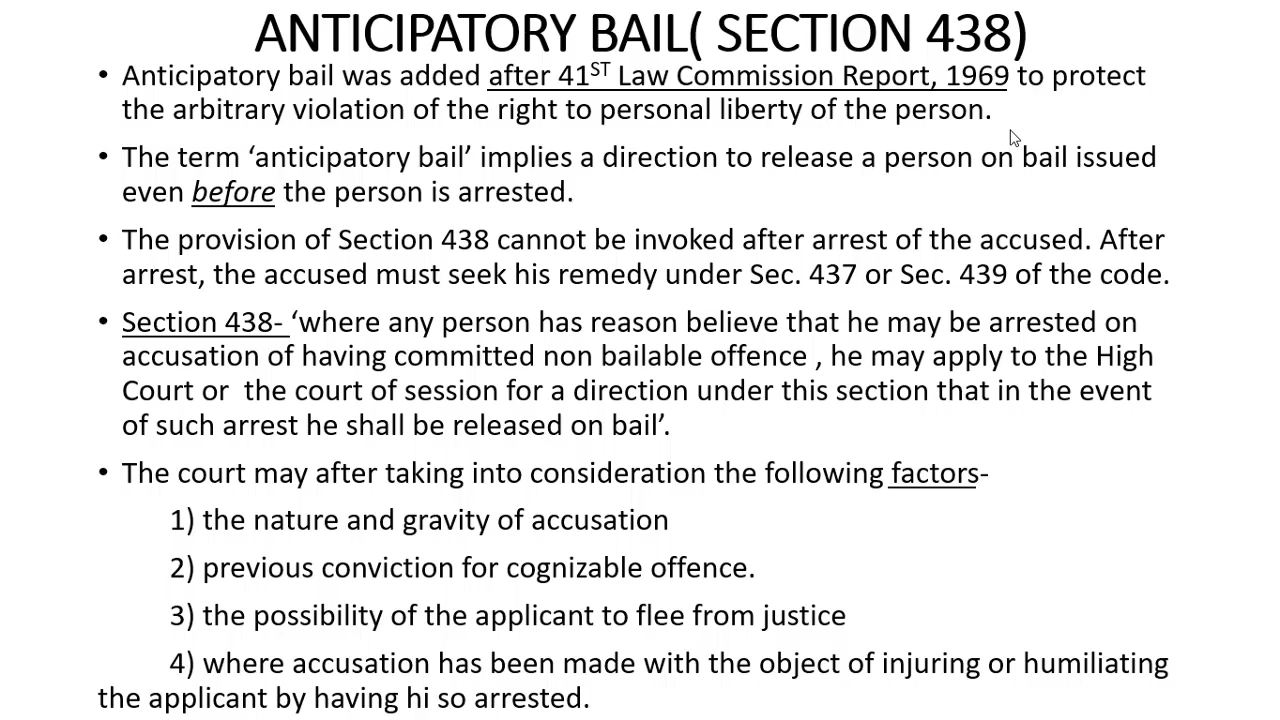 ANTICIPATORY BAIL( SECTION 438)
• Anticipatory bail was added after 41ST Law Commission Report, 1969 to protect
the arbitrary violation of the right to personal liberty of the person.
• The term ‘anticipatory bail’ implies a direction to release a person on bail issued
even before the person is arrested.
• The provision of Section 438 cannot be invoked after arrest of the accused. After
arrest, the accused must seek his remedy under Sec. 437 or Sec. 439 of the code.
• Section 438- ‘where any person has reason believe that he may be arrested on
accusation of having committed non bailable offence , he may apply to the High
Court or the court of session for a direction under this section that in the event
of such arrest he shall be released on bail’.
• The court may after taking into consideration the following factors-
1) the nature and gravity of accusation
2) previous conviction for cognizable offence.
3) the possibility of the applicant to flee from justice
4) where accusation has been made with the object of injuring or humiliating
the applicant by having hi so arrested.